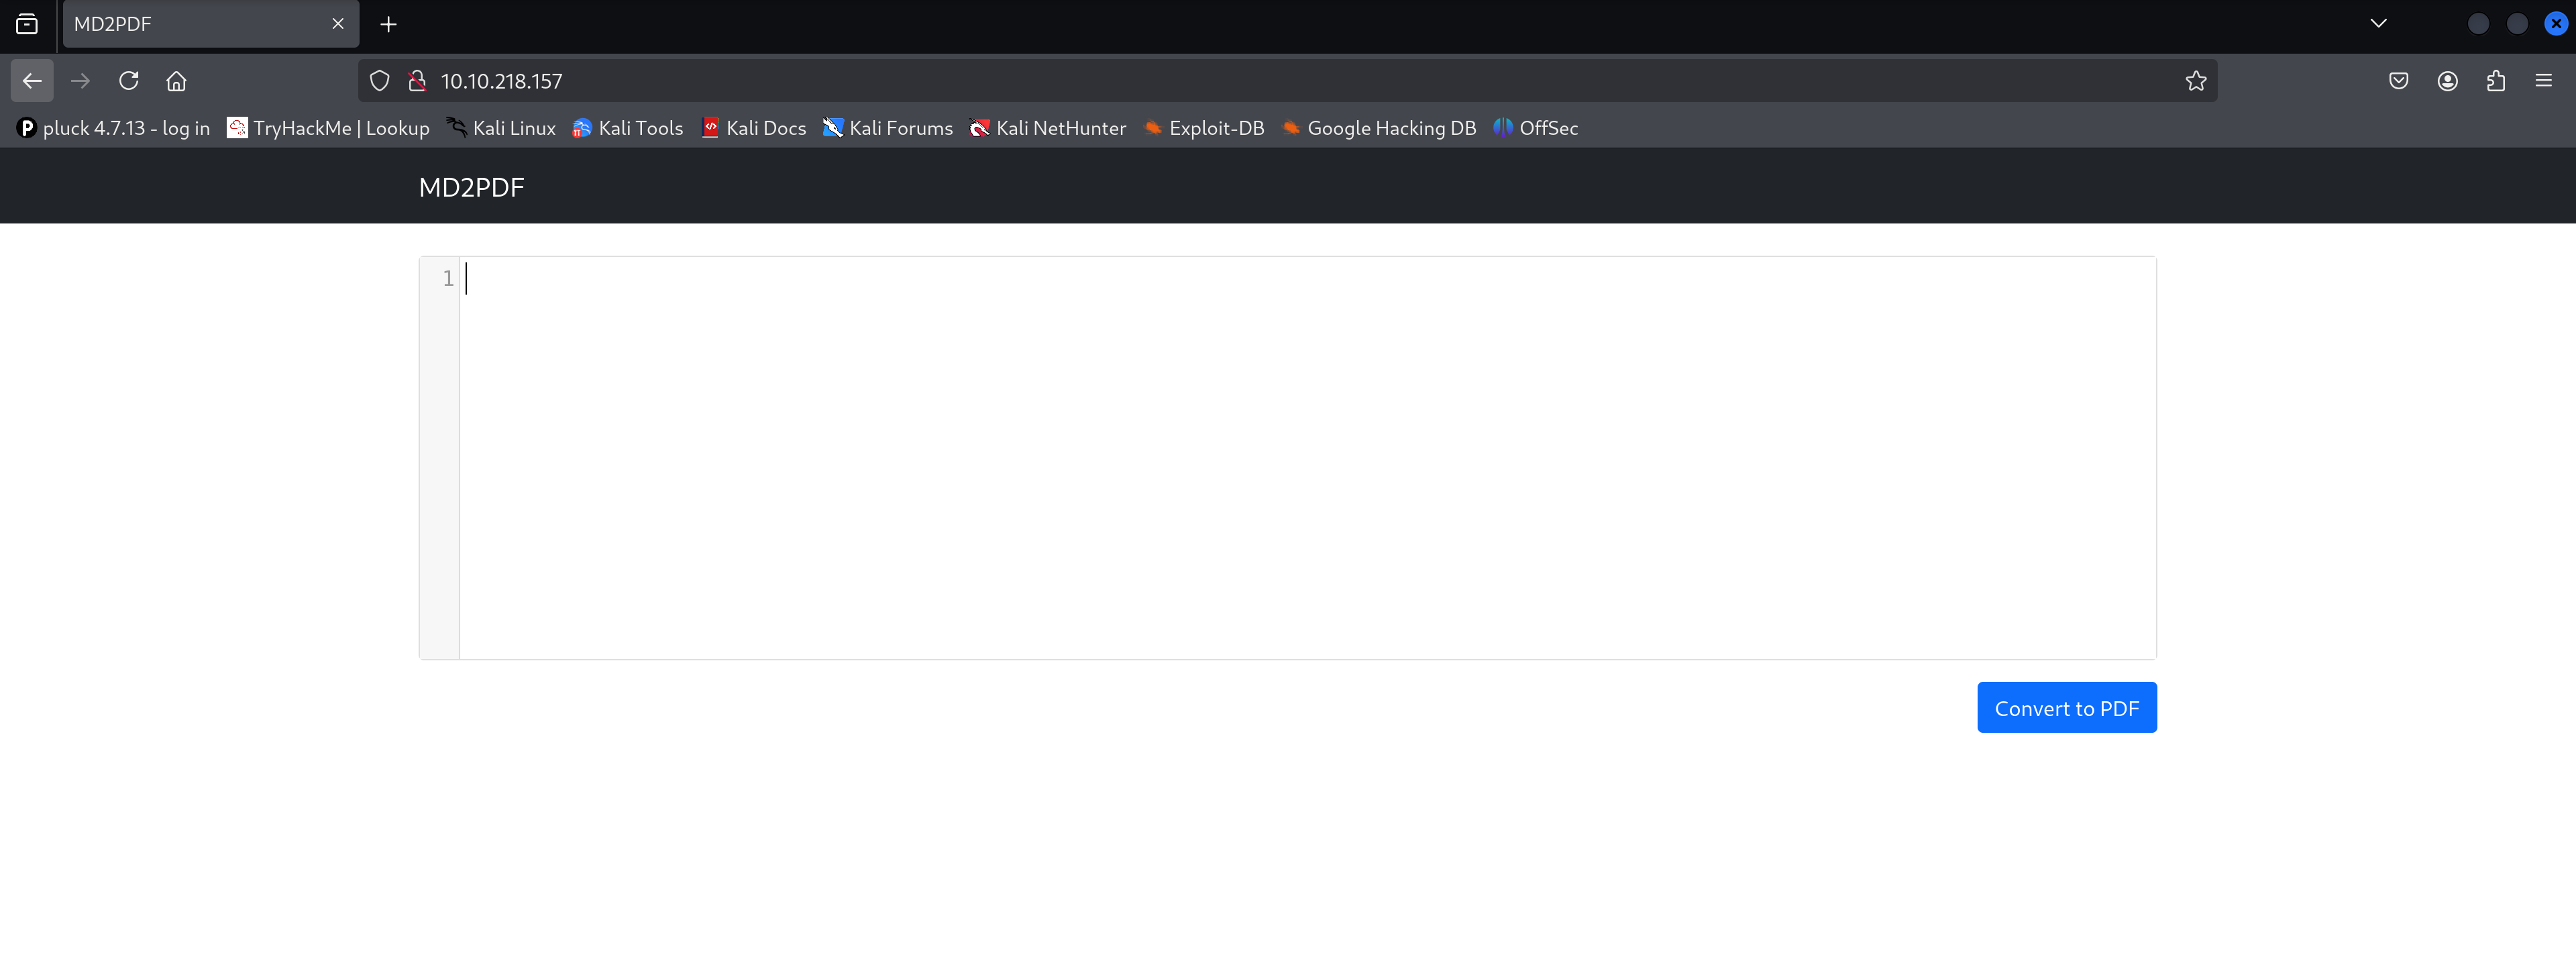 MD2PDF
10.10.218.157
pluck 4.7.13 - log in TryHackMe | Lookup Kali Linux Kali Tools Kali Docs Kali Forums Kali NetHunter Exploit-DB Google Hacking DB OffSec
MD2PDF
1
Convert to PDF